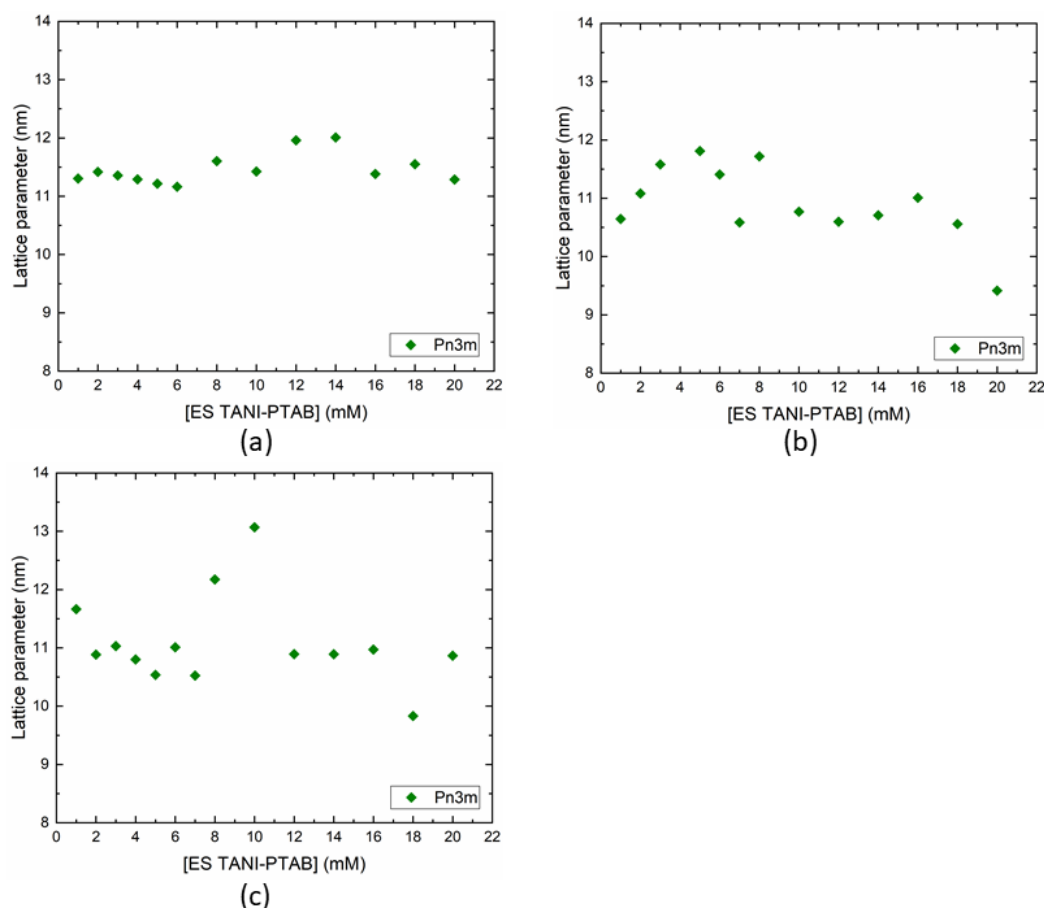 14
13
12
11
10
9
8
Lattice parameter (nm)
Pn3m
0 2 4 6 8 10 12 14 16 18 20 22
[ES TANI-PTAB] (mM)
(a)
14
13
12
11
10
9
8
Lattice parameter (nm)
Pn3m
0 2 4 6 8 10 12 14 16 18 20 22
[ES TANI-PTAB] (mM)
(b)
14
13
12
11
10
9
8
Lattice parameter (nm)
Pn3m
0 2 4 6 8 10 12 14 16 18 20 22
[ES TANI-PTAB] (mM)
(c)